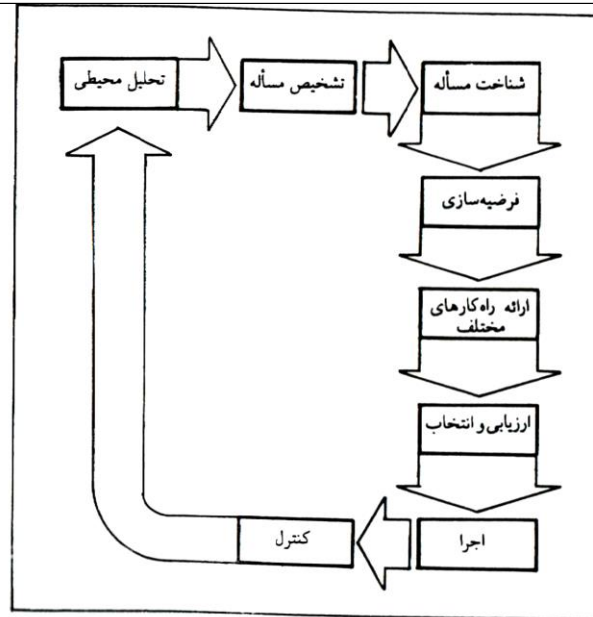 تحلیل محیطی
تشخیص مسأله
شناخت مسأله
فرضیه‌سازی
ارائه راه‌کارهای
مختلف
ارزیابی و انتخاب
اجرا
کنترل